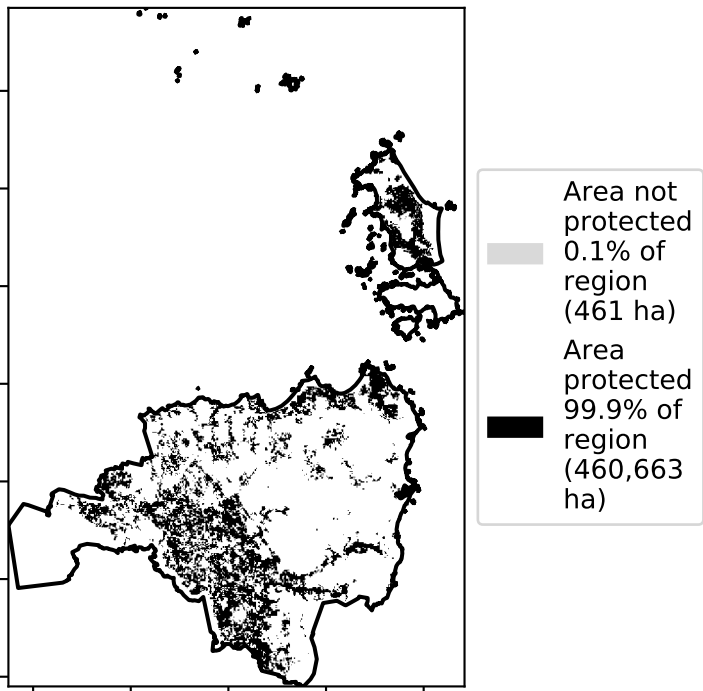 Area not
protected
0.1% of
region
(461 ha)
Area
protected
99.9% of
region
(460,663
ha)